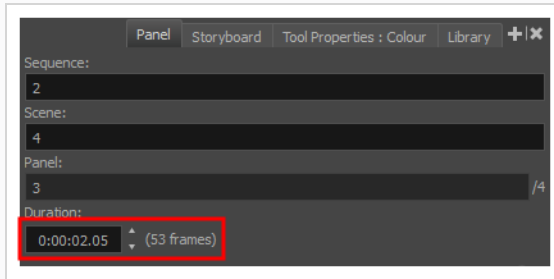 Panel Storyboard Tool Properties : Colour Library
Sequence:
2
Scene:
4
Panel:
3 /4
Duration:
0:00:02.05 (53 frames)